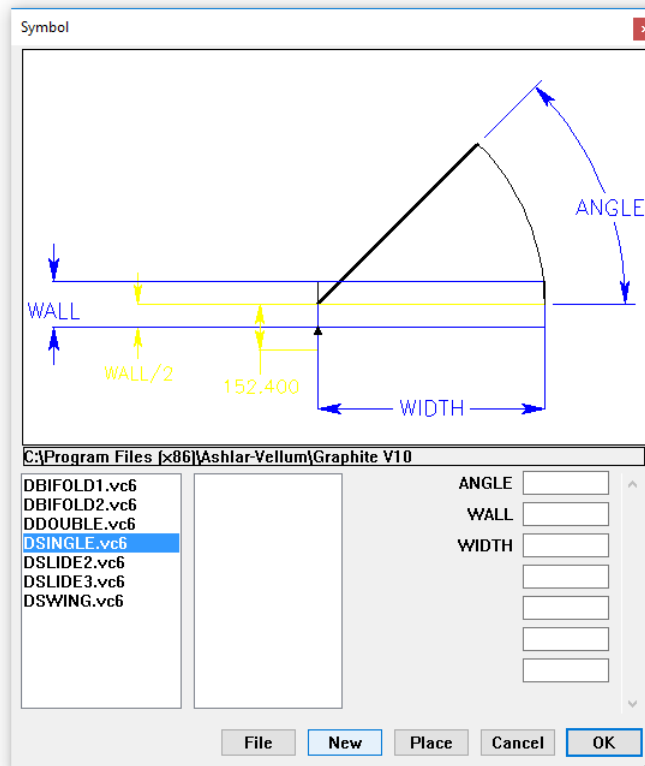 Symbol
x
ANGLE
WALL
WALL/2
152.400
WIDTH
C:\Program Files (x86)\Ashlar-Vellum\Graphite V10
DBIFOLD1.vc6
DBIFOLD2.vc6
DDOUBLE.vc6
DSINGLE.vc6
DSLIDE2.vc6
DSLIDE3.vc6
DSWING.vc6
ANGLE
WALL
WIDTH
File New Place Cancel OK